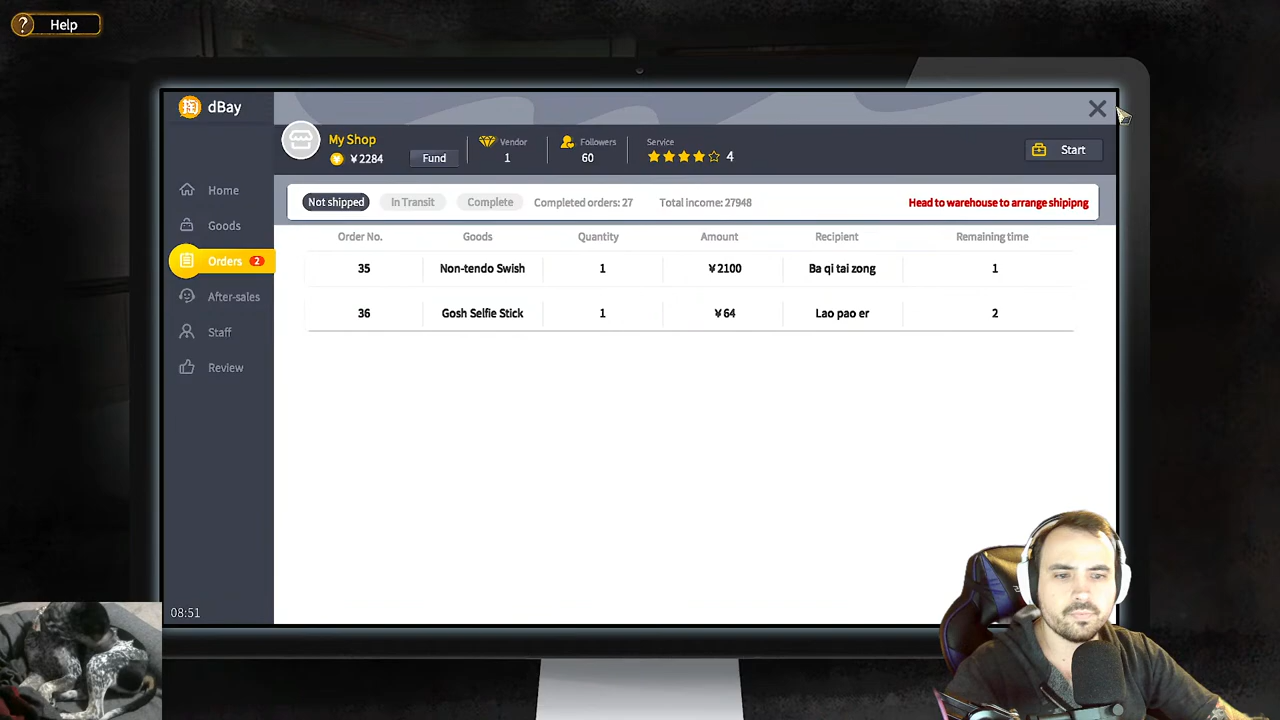 ? Help
掏 dBay
My Shop
¥2284
Fund
Vendor
1
Followers
60
Service
4
Start
Home
Goods
Orders 2
After-sales
Staff
Review
Not shipped In Transit Complete Completed orders: 27 Total income: 27948 Head to warehouse to arrange shipipng
Order No. Goods Quantity Amount Recipient Remaining time
35 Non-tendo Swish 1 ¥2100 Ba qi tai zong 1
36 Gosh Selfie Stick 1 ¥64 Lao pao er 2
08:51